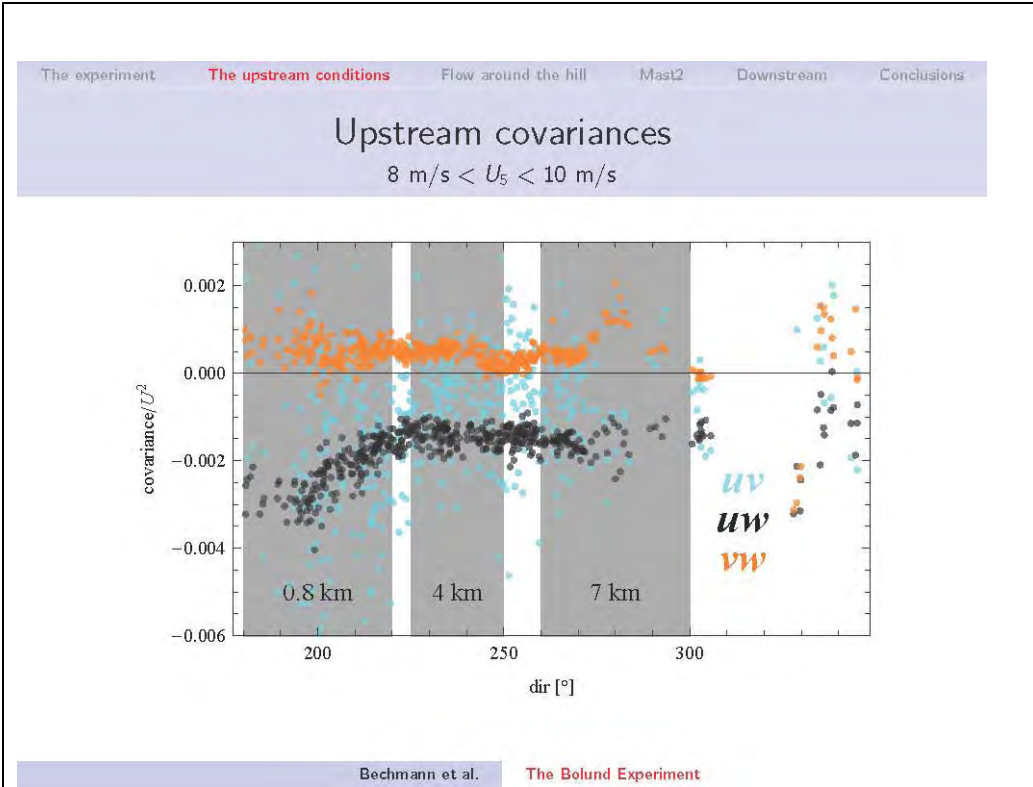 The experiment The upstream conditions Flow around the hill Mast2 Downstream Conclusions
Upstream covariances
8 m/s < U₅ < 10 m/s
0.002
0.000
−0.002
−0.004
−0.006
covariance/U²
uv
uw
vw
0.8 km 4 km 7 km
200 250 300
dir [°]
Bechmann et al. The Bolund Experiment